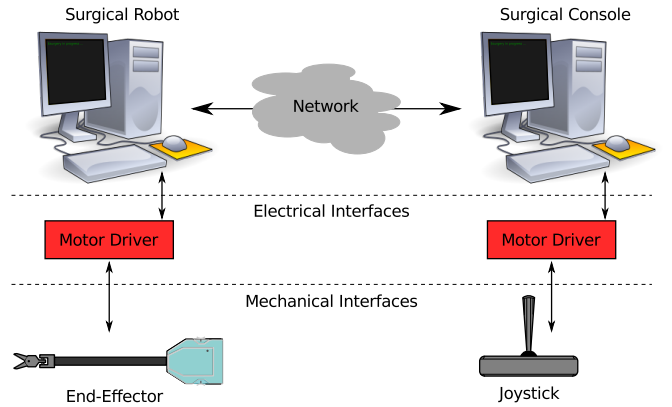 Surgical Robot
Surgical Console
Network
Electrical Interfaces
Motor Driver
Motor Driver
Mechanical Interfaces
End-Effector
Joystick